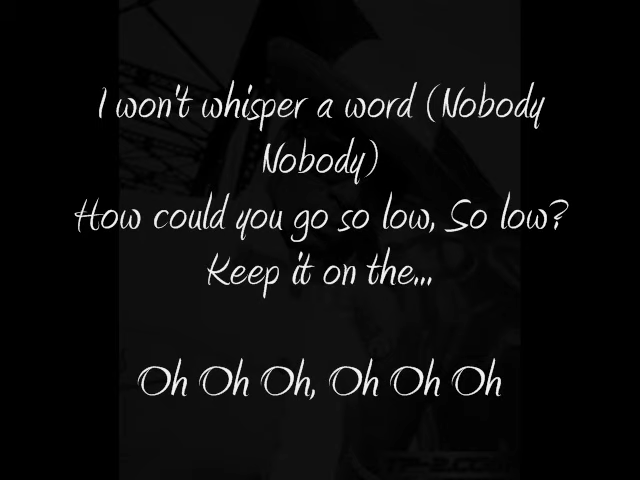 I won't whisper a word (Nobody
Nobody)
How could you go so low, So low?
Keep it on the...
Oh Oh Oh, Oh Oh Oh